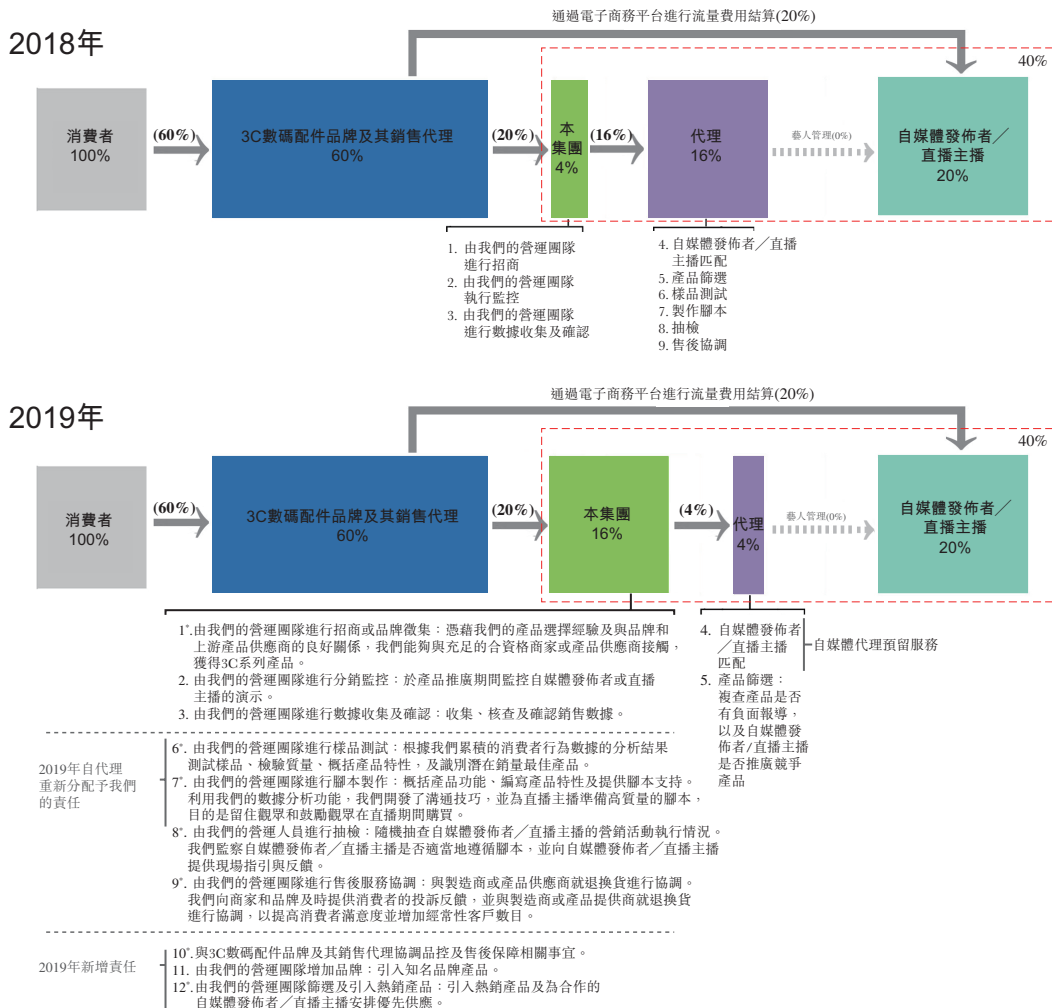 通過電子商務平台進行流量費用結算(20%)
2018年
40%
消費者
100%
(60%)
3C數碼配件品牌及其銷售代理
60%
(20%)
本
集團
4%
(16%)
代理
16%
藝人管理(0%)
自媒體發佈者／
直播主播
20%
1. 由我們的營運團隊
進行招商
2. 由我們的營運團隊
執行監控
3. 由我們的營運團隊
進行數據收集及確認
4. 自媒體發佈者／直播
主播匹配
5. 產品篩選
6. 樣品測試
7. 製作腳本
8. 抽檢
9. 售後協調
通過電子商務平台進行流量費用結算(20%)
2019年
40%
消費者
100%
(60%)
3C數碼配件品牌及其銷售代理
60%
(20%)
本集團
16%
(4%)
代理
4%
藝人管理(0%)
自媒體發佈者／
直播主播
20%
1*. 由我們的營運團隊進行招商或品牌徵集：憑藉我們的產品選擇經驗及與品牌和
上游產品供應商的良好關係，我們能夠與充足的合資格商家或產品供應商接觸，
獲得3C系列產品。
2. 由我們的營運團隊進行分銷監控：於產品推廣期間監控自媒體發佈者或直播
主播的演示。
3. 由我們的營運團隊進行數據收集及確認：收集、核查及確認銷售數據。
4. 自媒體發佈者
／直播主播
匹配
自媒體代理預留服務
5. 產品篩選：
複查產品是否
有負面報導，
以及自媒體發
佈者/直播主播
是否推廣競爭
產品
2019年自代理
重新分配予我們
的責任
6*. 由我們的營運團隊進行樣品測試：根據我們累積的消費者行為數據的分析結果
測試樣品、檢驗質量、概括產品特性，及識別潛在銷量最佳產品。
7*. 由我們的營運團隊進行腳本製作：概括產品功能、編寫產品特性及提供腳本支持。
利用我們的數據分析功能，我們開發了溝通技巧，並為直播主播準備高質量的腳本，
目的是留住觀眾和鼓勵觀眾在直播期間購買。
8*. 由我們的營運人員進行抽檢：隨機抽查自媒體發佈者／直播主播的營銷活動執行情況。
我們監察自媒體發佈者／直播主播是否適當地遵循腳本，並向自媒體發佈者／直播主播
提供現場指引與反饋。
9*. 由我們的營運團隊進行售後服務協調：與製造商或產品供應商就退換貨進行協調。
我們向商家和品牌及時提供消費者的投訴反饋，並與製造商或產品提供商就退換貨
進行協調，以提高消費者滿意度並增加經常性客戶數目。
2019年新增責任
10*. 與3C數碼配件品牌及其銷售代理協調品控及售後保障相關事宜。
11. 由我們的營運團隊增加品牌：引入知名品牌產品。
12*. 由我們的營運團隊篩選及引入熱銷產品：引入熱銷產品及為合作的
自媒體發佈者／直播主播安排優先供應。